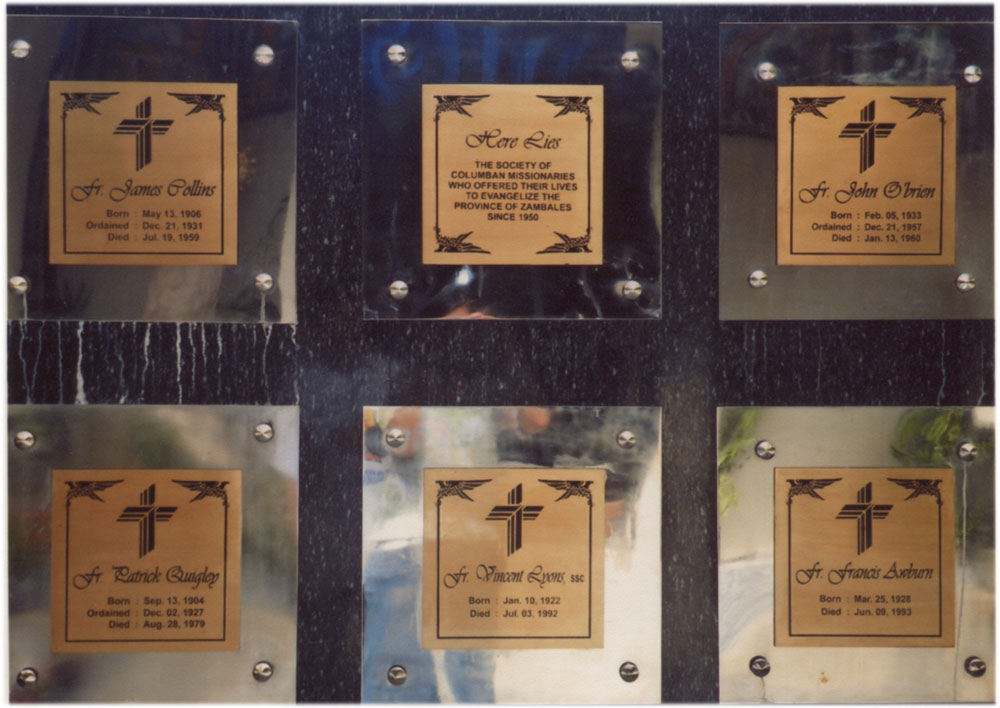 Fr. James Collins
Born : May 13, 1906
Ordained : Dec. 21, 1931
Died : Jul. 19, 1959
Here Lies
THE SOCIETY OF
COLUMBAN MISSIONARIES
WHO OFFERED THEIR LIVES
TO EVANGELIZE THE
PROVINCE OF ZAMBALES
SINCE 1950
Fr. John O'brien
Born : Feb. 05, 1933
Ordained : Dec. 21, 1957
Died : Jan. 13, 1960
Fr. Patrick Quigley
Born : Sep. 13, 1904
Ordained : Dec. 02, 1927
Died : Aug. 28, 1979
Fr. Vincent Lyons, SSC
Born : Jan. 10, 1922
Died : Jul. 03, 1992
Fr. Francis Awburn
Born : Mar. 25, 1928
Died : Jun. 09, 1993